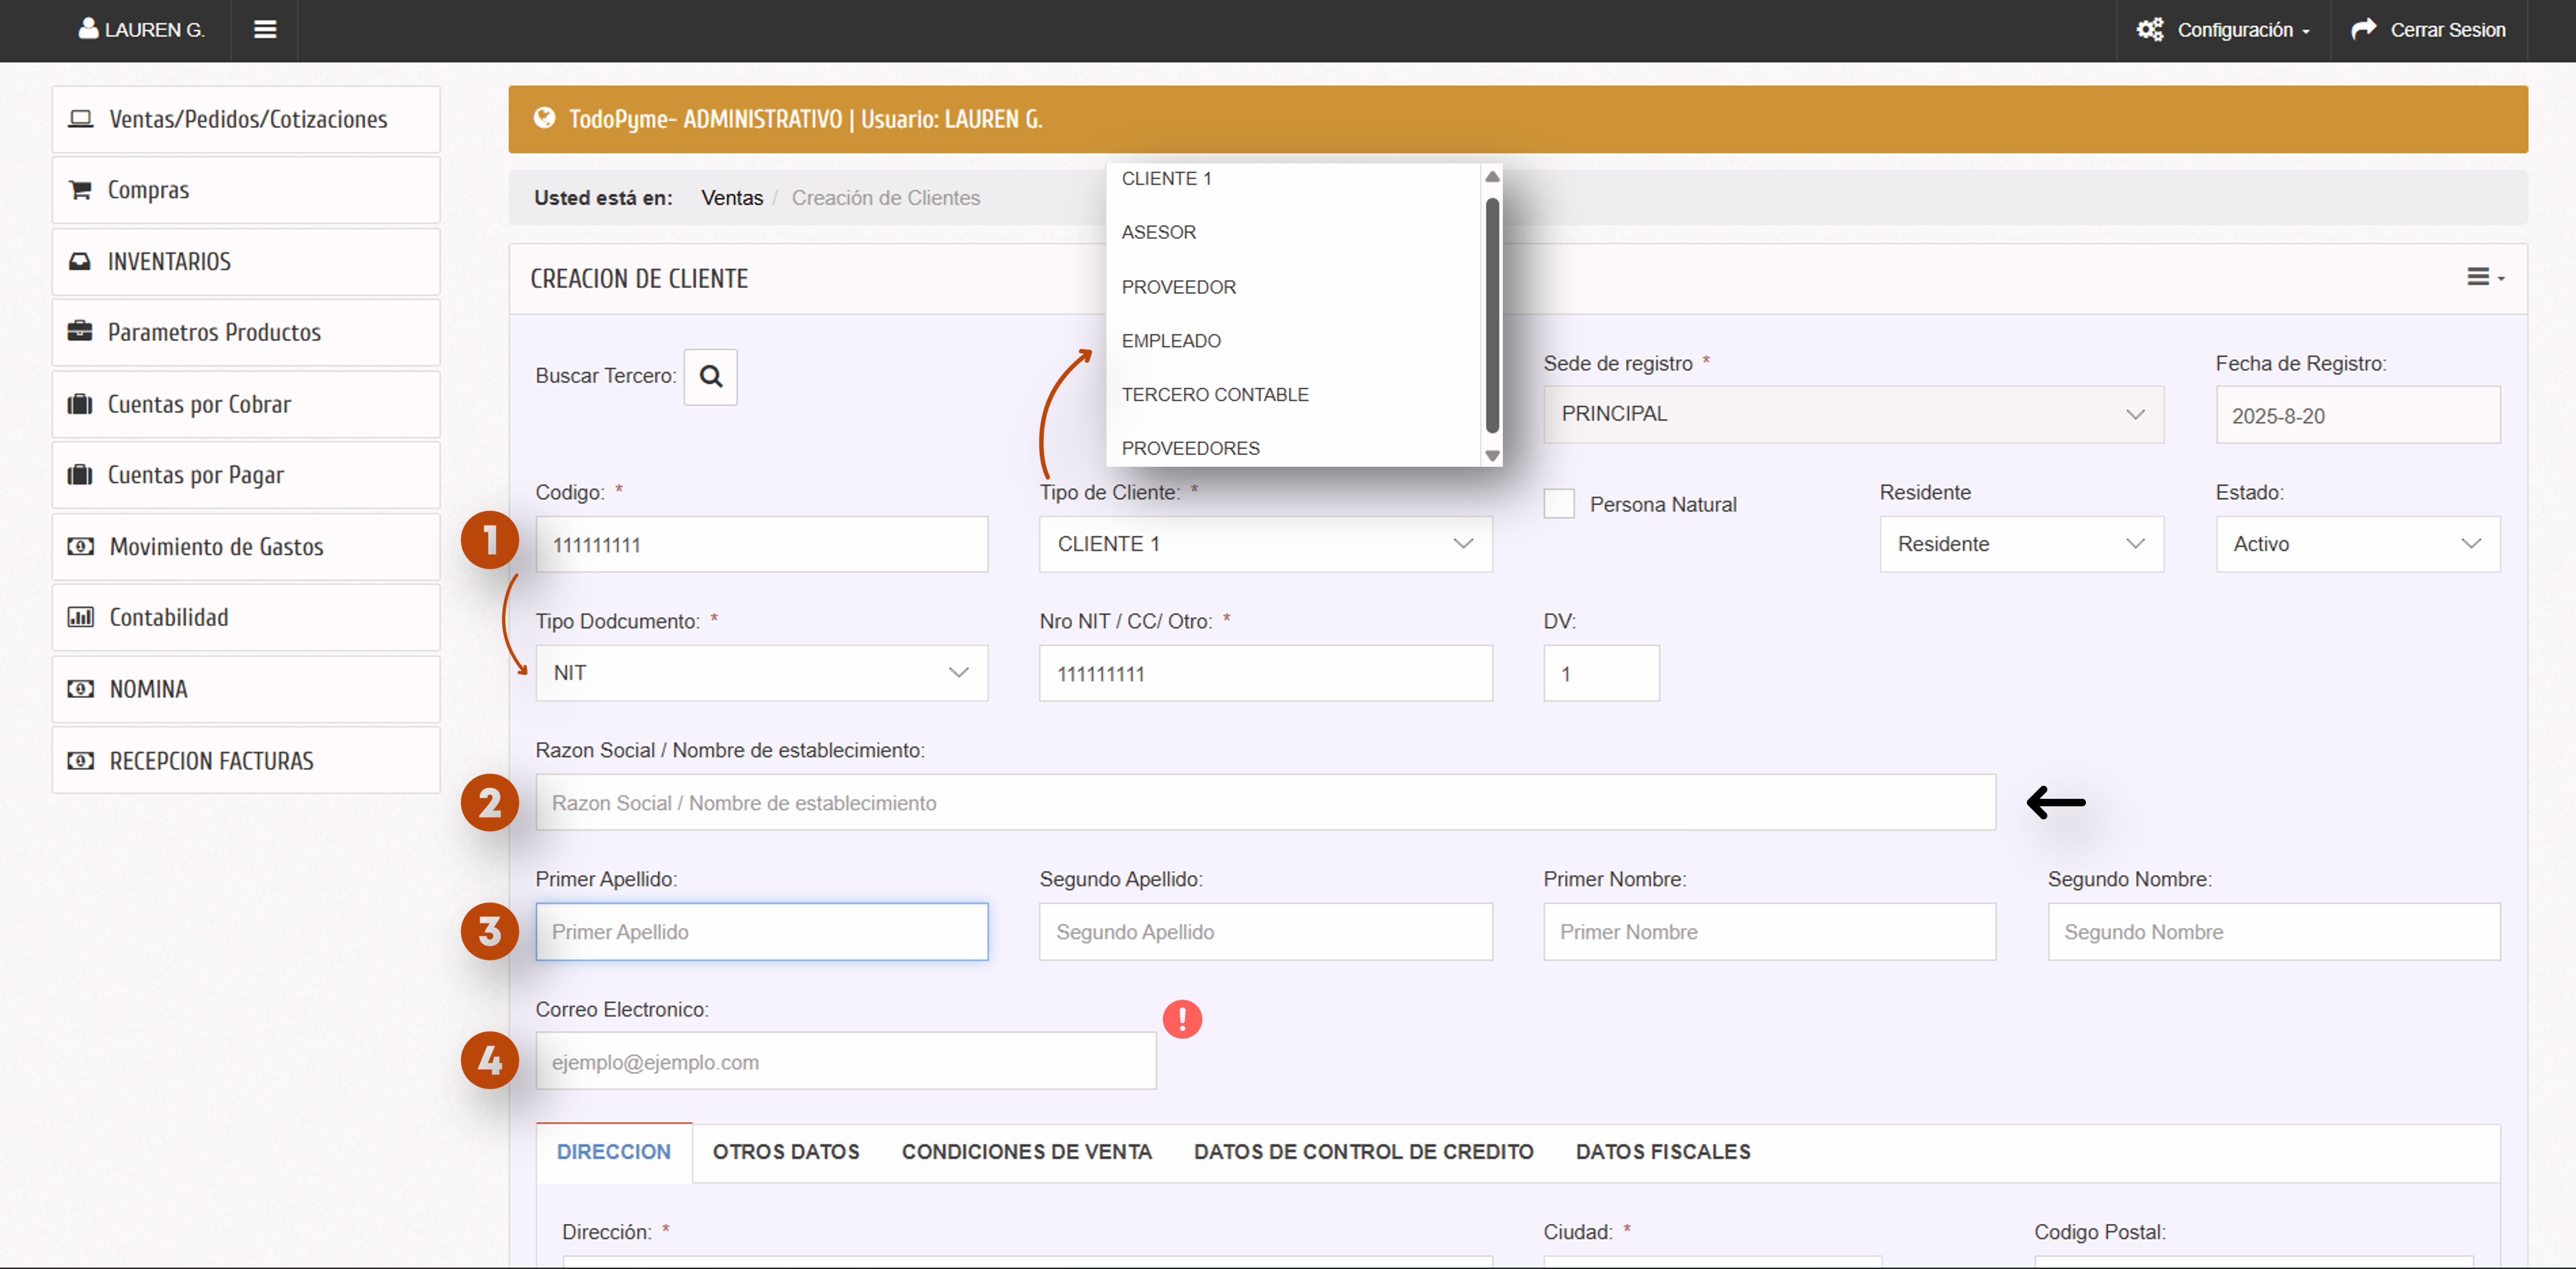 LAUREN G.
Configuración
Cerrar Sesion
Ventas/Pedidos/Cotizaciones
Compras
INVENTARIOS
Parametros Productos
Cuentas por Cobrar
Cuentas por Pagar
Movimiento de Gastos
Contabilidad
NOMINA
RECEPCION FACTURAS
TodoPyme- ADMINISTRATIVO | Usuario: LAUREN G.
Usted está en: Ventas / Creación de Clientes
CLIENTE 1
ASESOR
PROVEEDOR
EMPLEADO
TERCERO CONTABLE
PROVEEDORES
CREACION DE CLIENTE
Buscar Tercero:
Sede de registro *
Fecha de Registro:
PRINCIPAL
2025-8-20
Codigo: *
Tipo de Cliente: *
Persona Natural
Residente
Estado:
1
111111111
CLIENTE 1
Residente
Activo
Tipo Dodcumento: *
Nro NIT / CC/ Otro: *
DV:
NIT
111111111
1
Razon Social / Nombre de establecimiento:
2
Razon Social / Nombre de establecimiento
Primer Apellido:
Segundo Apellido:
Primer Nombre:
Segundo Nombre:
3
Primer Apellido
Segundo Apellido
Primer Nombre
Segundo Nombre
Correo Electronico:
!
4
ejemplo@ejemplo.com
DIRECCION
OTROS DATOS
CONDICIONES DE VENTA
DATOS DE CONTROL DE CREDITO
DATOS FISCALES
Dirección: *
Ciudad: *
Codigo Postal: